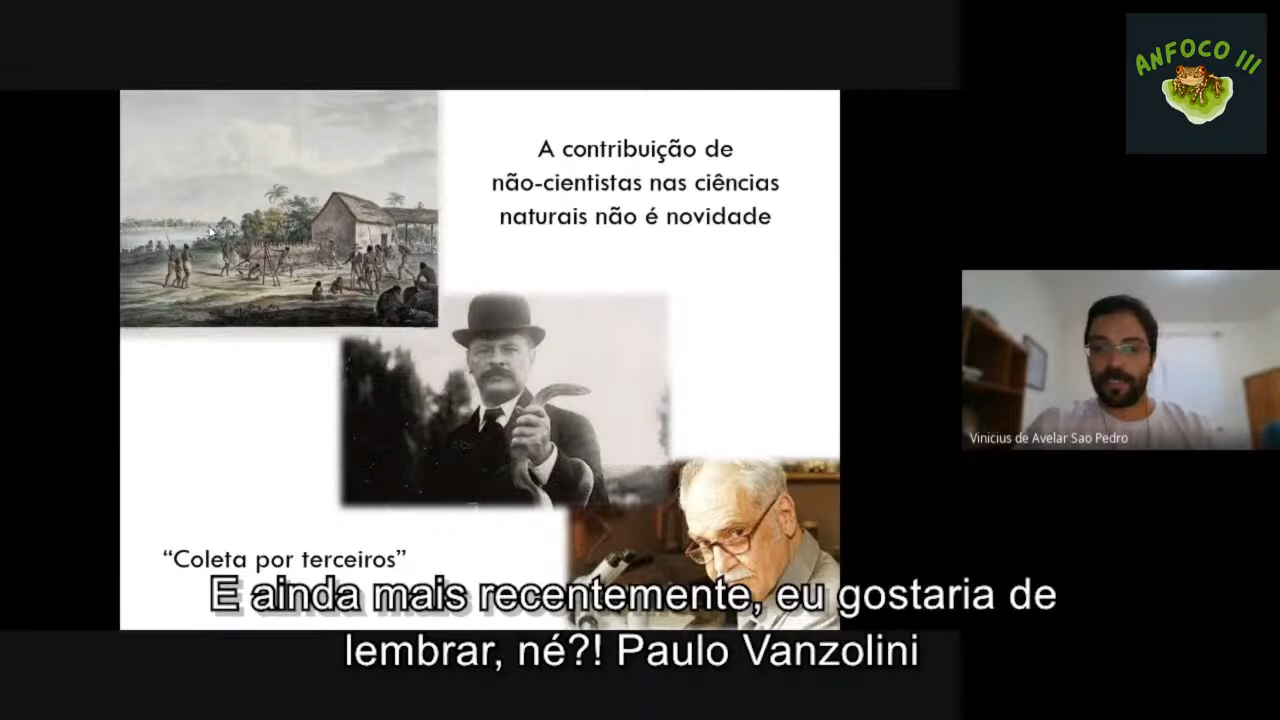 ANFOCO III
A contribuição de
não-cientistas nas ciências
naturais não é novidade
Vinicius de Avelar Sao Pedro
“Coleta por terceiros”
E ainda mais recentemente, eu gostaria de
lembrar, né?! Paulo Vanzolini